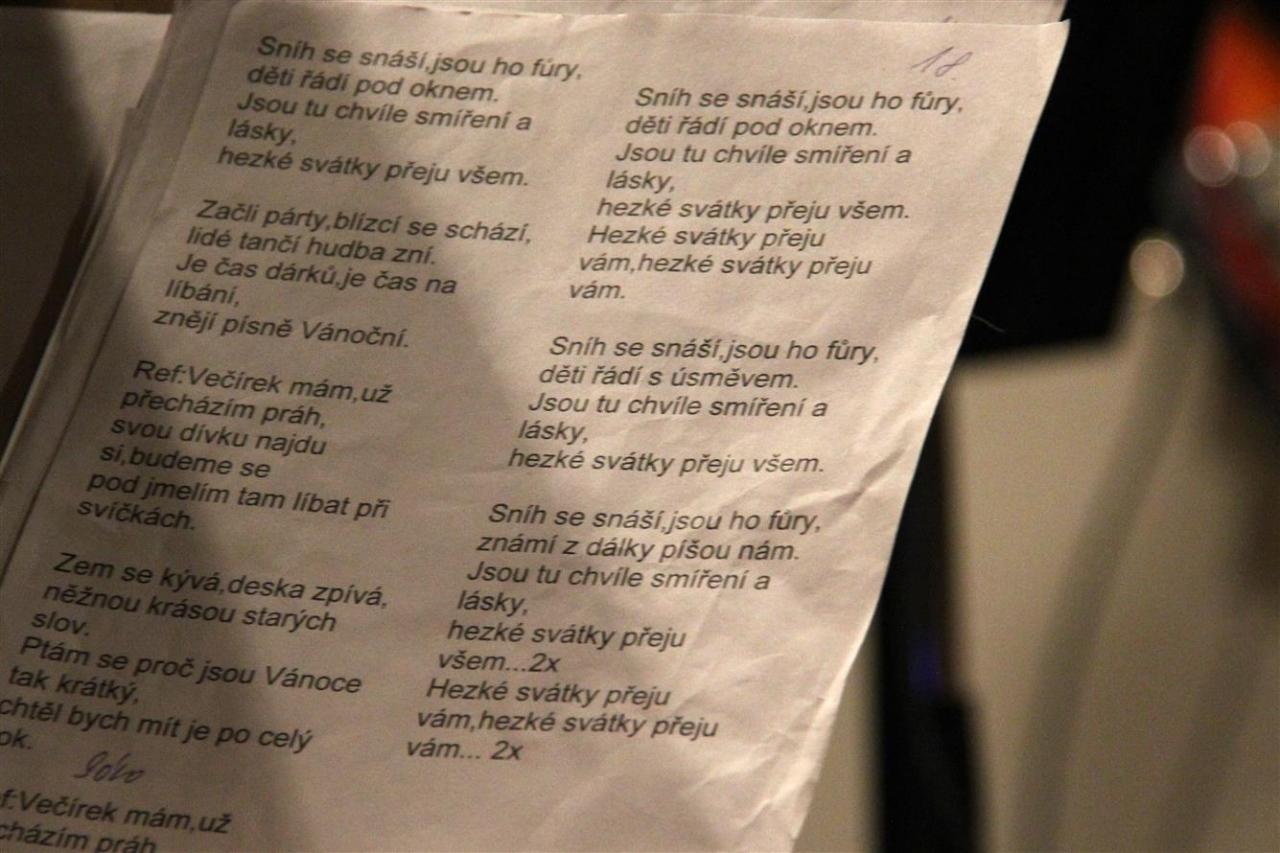 18.
Sníh se snáší,jsou ho fůry,
děti řádí pod oknem.
Jsou tu chvíle smíření a
lásky,
hezké svátky přeju všem.
Začli párty,blízcí se schází,
lidé tančí hudba zní.
Je čas dárků,je čas na
líbání,
znějí písně Vánoční.
Ref:Večírek mám,už
přecházím práh,
svou dívku najdu
si,budeme se
pod jmelím tam líbat při
svíčkách.
Zem se kývá,deska zpívá,
něžnou krásou starých
slov.
Ptám se proč jsou Vánoce
tak krátký,
chtěl bych mít je po celý
ok.
f:Večírek mám,už
cházím práh
Sníh se snáší,jsou ho fůry,
děti řádí pod oknem.
Jsou tu chvíle smíření a
lásky,
hezké svátky přeju všem.
Hezké svátky přeju
vám,hezké svátky přeju
vám.
Sníh se snáší,jsou ho fůry,
děti řádí s úsměvem.
Jsou tu chvíle smíření a
lásky,
hezké svátky přeju všem.
Sníh se snáší,jsou ho fůry,
známí z dálky píšou nám.
Jsou tu chvíle smíření a
lásky,
hezké svátky přeju
všem...2x
Hezké svátky přeju
vám,hezké svátky přeju
vám... 2x